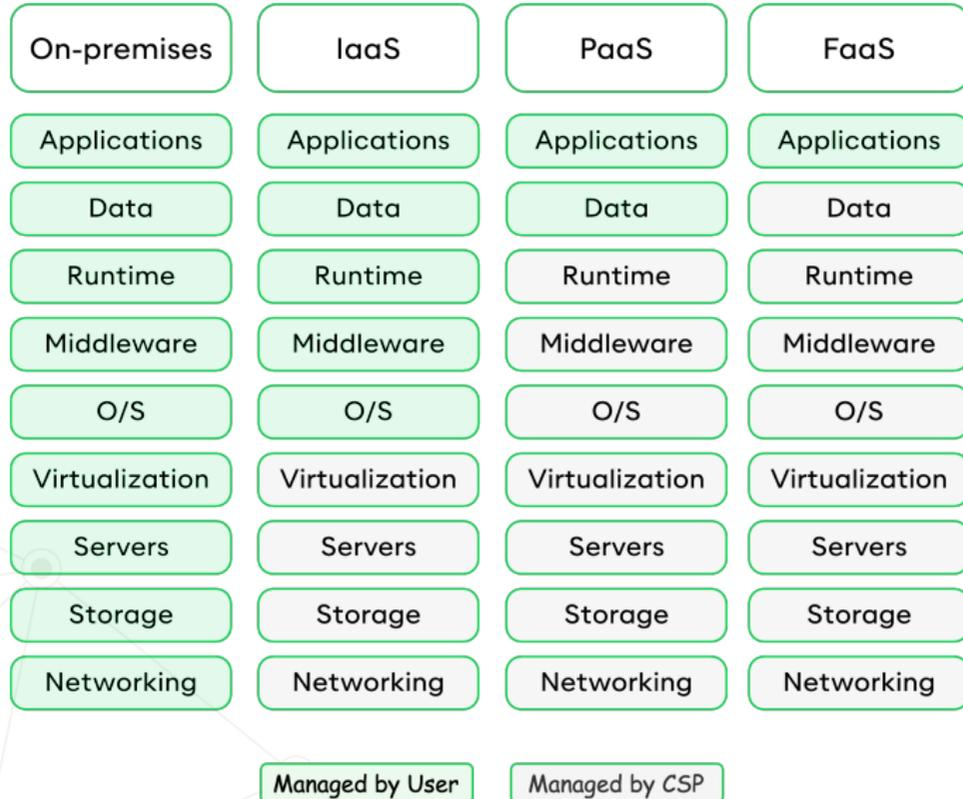 On-premises IaaS PaaS FaaS
Applications Applications Applications Applications
Data Data Data Data
Runtime Runtime Runtime Runtime
Middleware Middleware Middleware Middleware
O/S O/S O/S O/S
Virtualization Virtualization Virtualization Virtualization
Servers Servers Servers Servers
Storage Storage Storage Storage
Networking Networking Networking Networking
Managed by User Managed by CSP